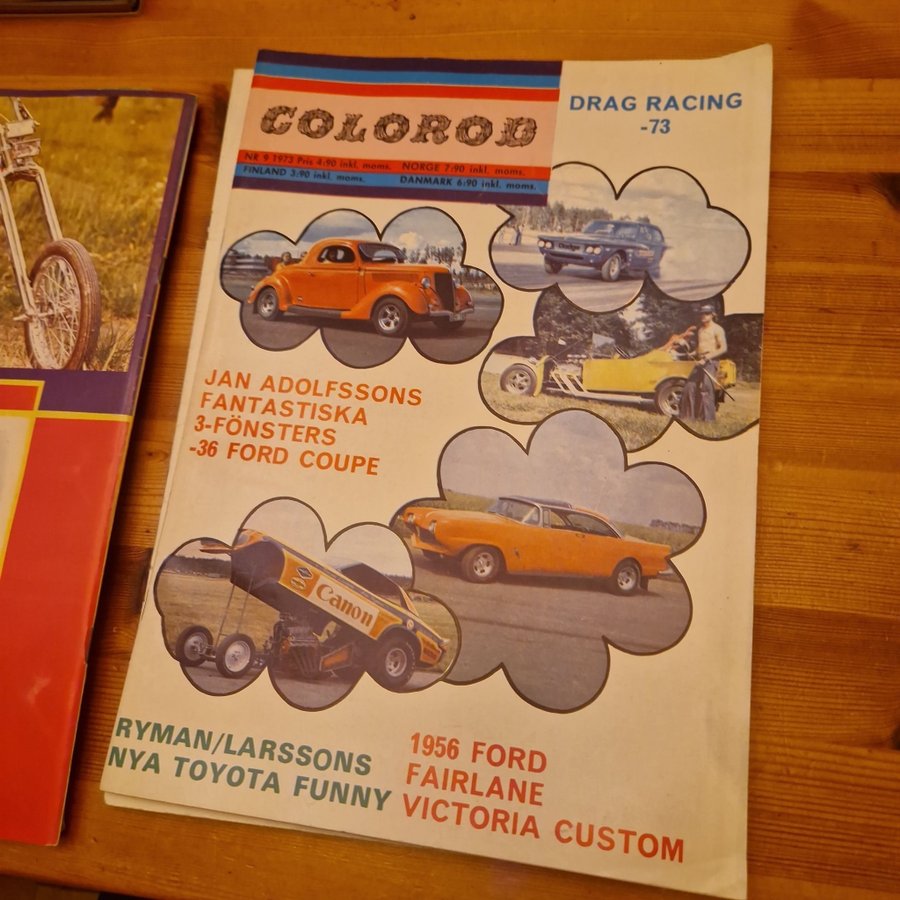 COLOROD
NR 9 1973 Pris 4:90 inkl. moms. NORGE 7:90 inkl. moms.
FINLAND 3:90 inkl. moms. DANMARK 6:90 inkl. moms.
DRAG RACING
-73
Dodge
JAN ADOLFSSONS
FANTASTISKA
3-FÖNSTERS
-36 FORD COUPE
Canon
RYMAN/LARSSONS
NYA TOYOTA FUNNY
1956 FORD
FAIRLANE
VICTORIA CUSTOM